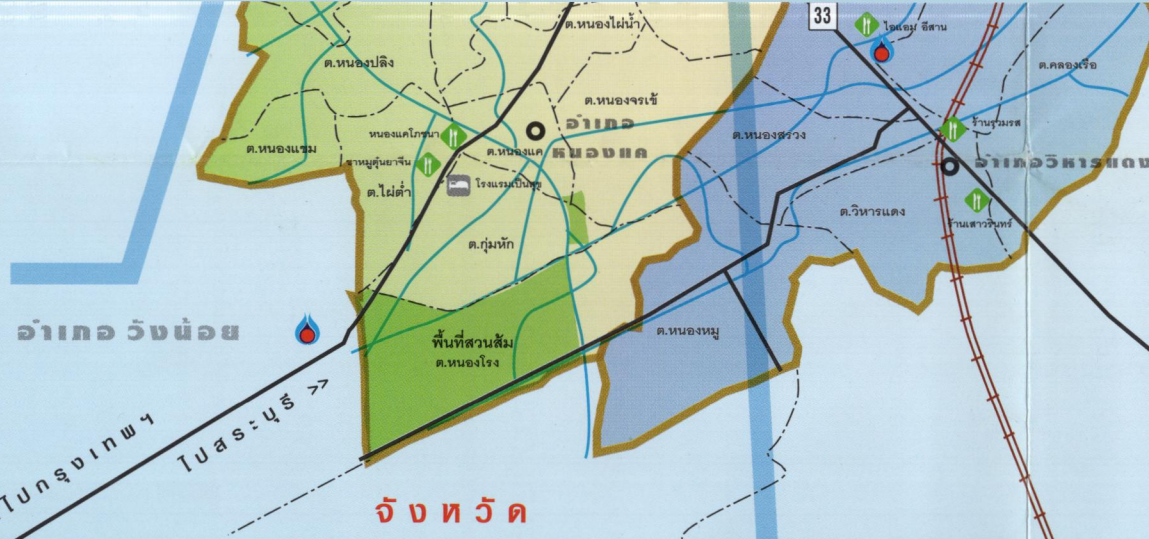 33
ต.หนองไผ่น้ำ
ไอแอม อีสาน
ต.หนองปลิง
ต.คลองเรือ
ต.หนองจรเข้
อำเภอ
หนองแค
หนองแคโภชนา
ต.หนองสรวง
ร้านรวมรส
ต.หนองแขม
ต.หนองแค
ขาหมูตุ๋นยาจีน
อำเภอวิหารแดง
ต.ไผ่ต่ำ
โรงแรมเป็นสุข
ต.วิหารแดง
ร้านเสาวรินทร์
ต.กุ่มหัก
อำเภอ วังน้อย
พื้นที่สวนส้ม
ต.หนองโรง
ต.หนองหมู
ไปสระบุรี >>
ไปกรุงเทพฯ
จังหวัด